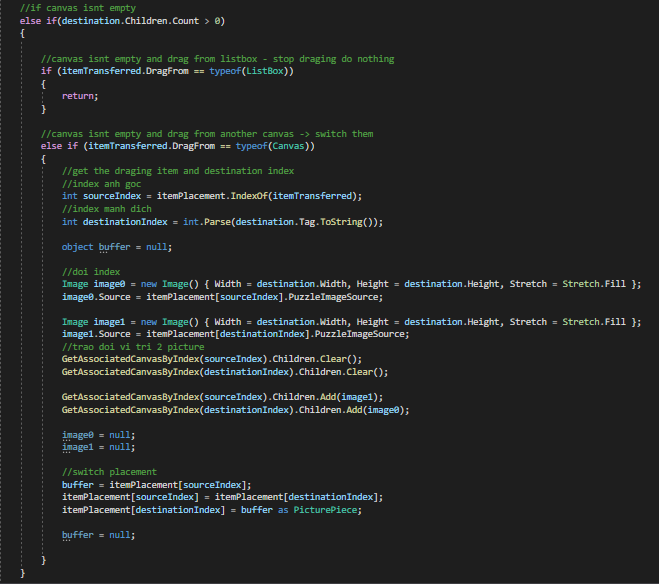 //if canvas isnt empty
else if(destination.Children.Count > 0)
{
//canvas isnt empty and drag from listbox - stop draging do nothing
if (itemTransferred.DragFrom == typeof(ListBox))
{
return;
}
//canvas isnt empty and drag from another canvas -> switch them
else if (itemTransferred.DragFrom == typeof(Canvas))
{
//get the draging item and destination index
//index anh goc
int sourceIndex = itemPlacement.IndexOf(itemTransferred);
//index manh dich
int destinationIndex = int.Parse(destination.Tag.ToString());
object buffer = null;
//doi index
Image image0 = new Image() { Width = destination.Width, Height = destination.Height, Stretch = Stretch.Fill };
image0.Source = itemPlacement[sourceIndex].PuzzleImageSource;
Image image1 = new Image() { Width = destination.Width, Height = destination.Height, Stretch = Stretch.Fill };
image1.Source = itemPlacement[destinationIndex].PuzzleImageSource;
//trao doi vi tri 2 picture
GetAssociatedCanvasByIndex(sourceIndex).Children.Clear();
GetAssociatedCanvasByIndex(destinationIndex).Children.Clear();
GetAssociatedCanvasByIndex(sourceIndex).Children.Add(image1);
GetAssociatedCanvasByIndex(destinationIndex).Children.Add(image0);
image0 = null;
image1 = null;
//switch placement
buffer = itemPlacement[sourceIndex];
itemPlacement[sourceIndex] = itemPlacement[destinationIndex];
itemPlacement[destinationIndex] = buffer as PicturePiece;
buffer = null;
}
}